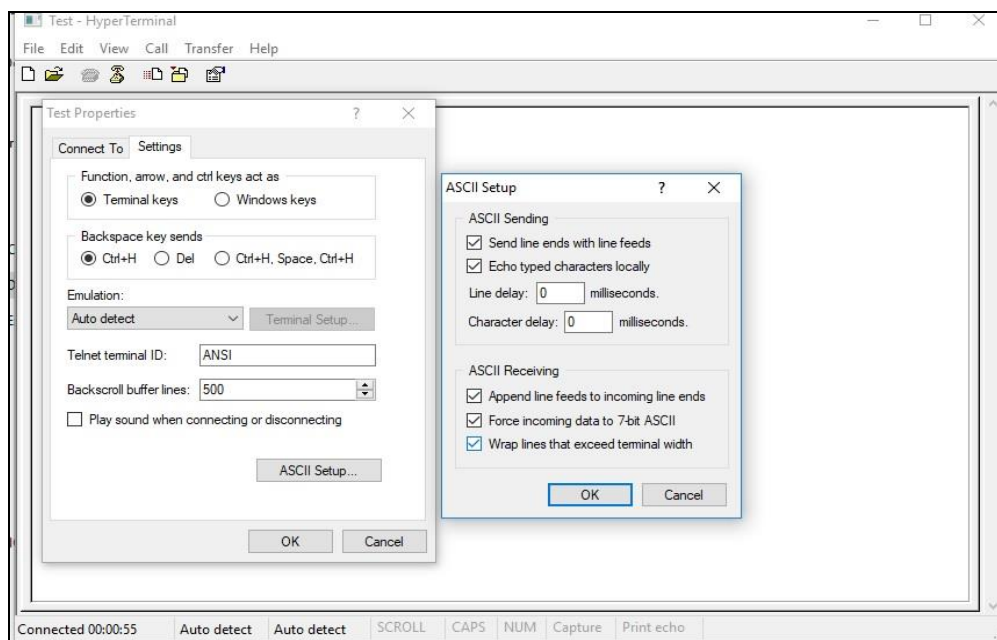 Test - HyperTerminal
File Edit View Call Transfer Help
Test Properties ? ×
Connect To Settings
Function, arrow, and ctrl keys act as
Terminal keys Windows keys
Backspace key sends
Ctrl+H Del Ctrl+H, Space, Ctrl+H
Emulation:
Auto detect Terminal Setup...
Telnet terminal ID: ANSI
Backscroll buffer lines: 500
Play sound when connecting or disconnecting
ASCII Setup...
OK Cancel
ASCII Setup ? ×
ASCII Sending
Send line ends with line feeds
Echo typed characters locally
Line delay: 0 milliseconds.
Character delay: 0 milliseconds.
ASCII Receiving
Append line feeds to incoming line ends
Force incoming data to 7-bit ASCII
Wrap lines that exceed terminal width
OK Cancel
Connected 00:00:55 Auto detect Auto detect SCROLL CAPS NUM Capture Print echo